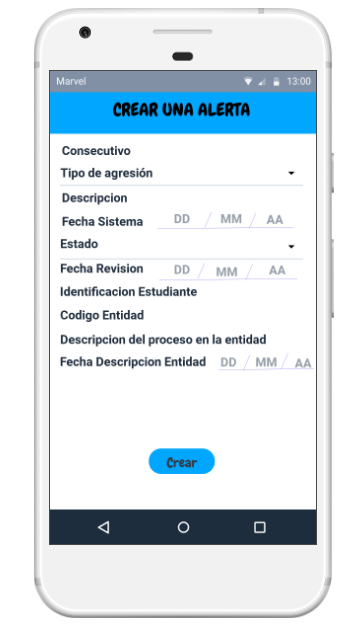 Marvel 13:00
CREAR UNA ALERTA
Consecutivo
Tipo de agresión
Descripcion
Fecha Sistema DD / MM / AA
Estado
Fecha Revision DD / MM / AA
Identificacion Estudiante
Codigo Entidad
Descripcion del proceso en la entidad
Fecha Descripcion Entidad DD / MM / AA
Crear